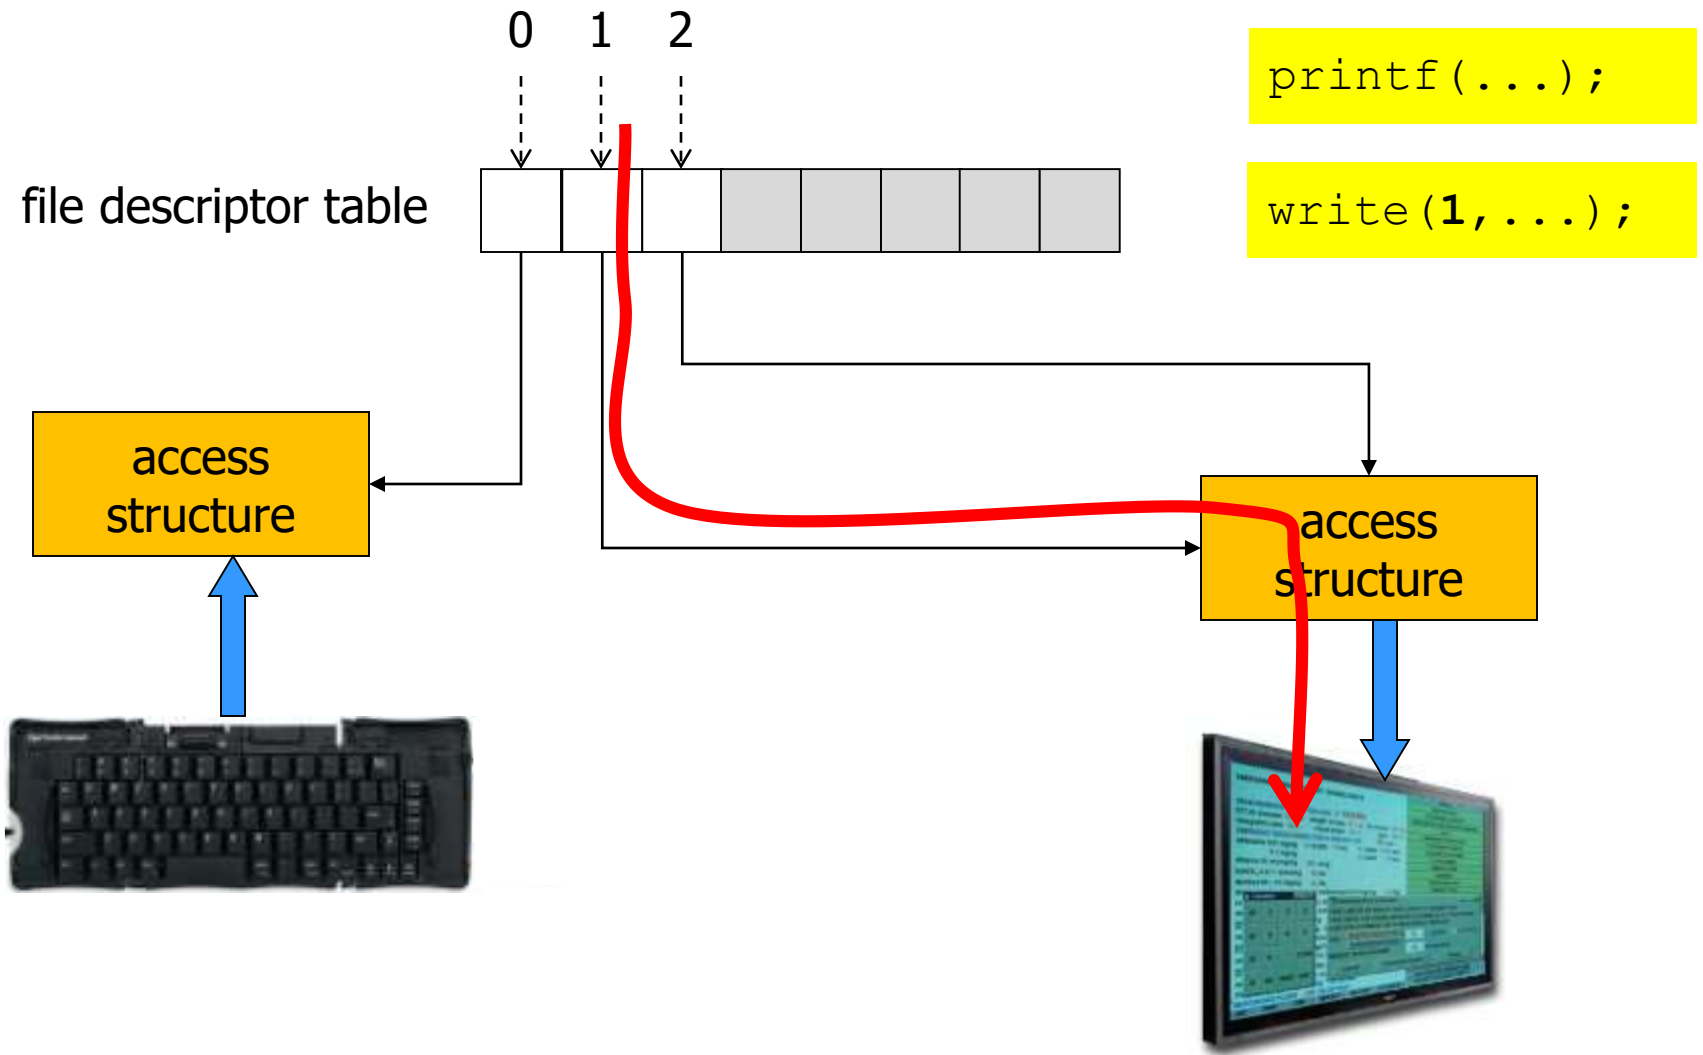 0 1 2
printf(...);
file descriptor table
write(1,...);
access
structure
access
structure